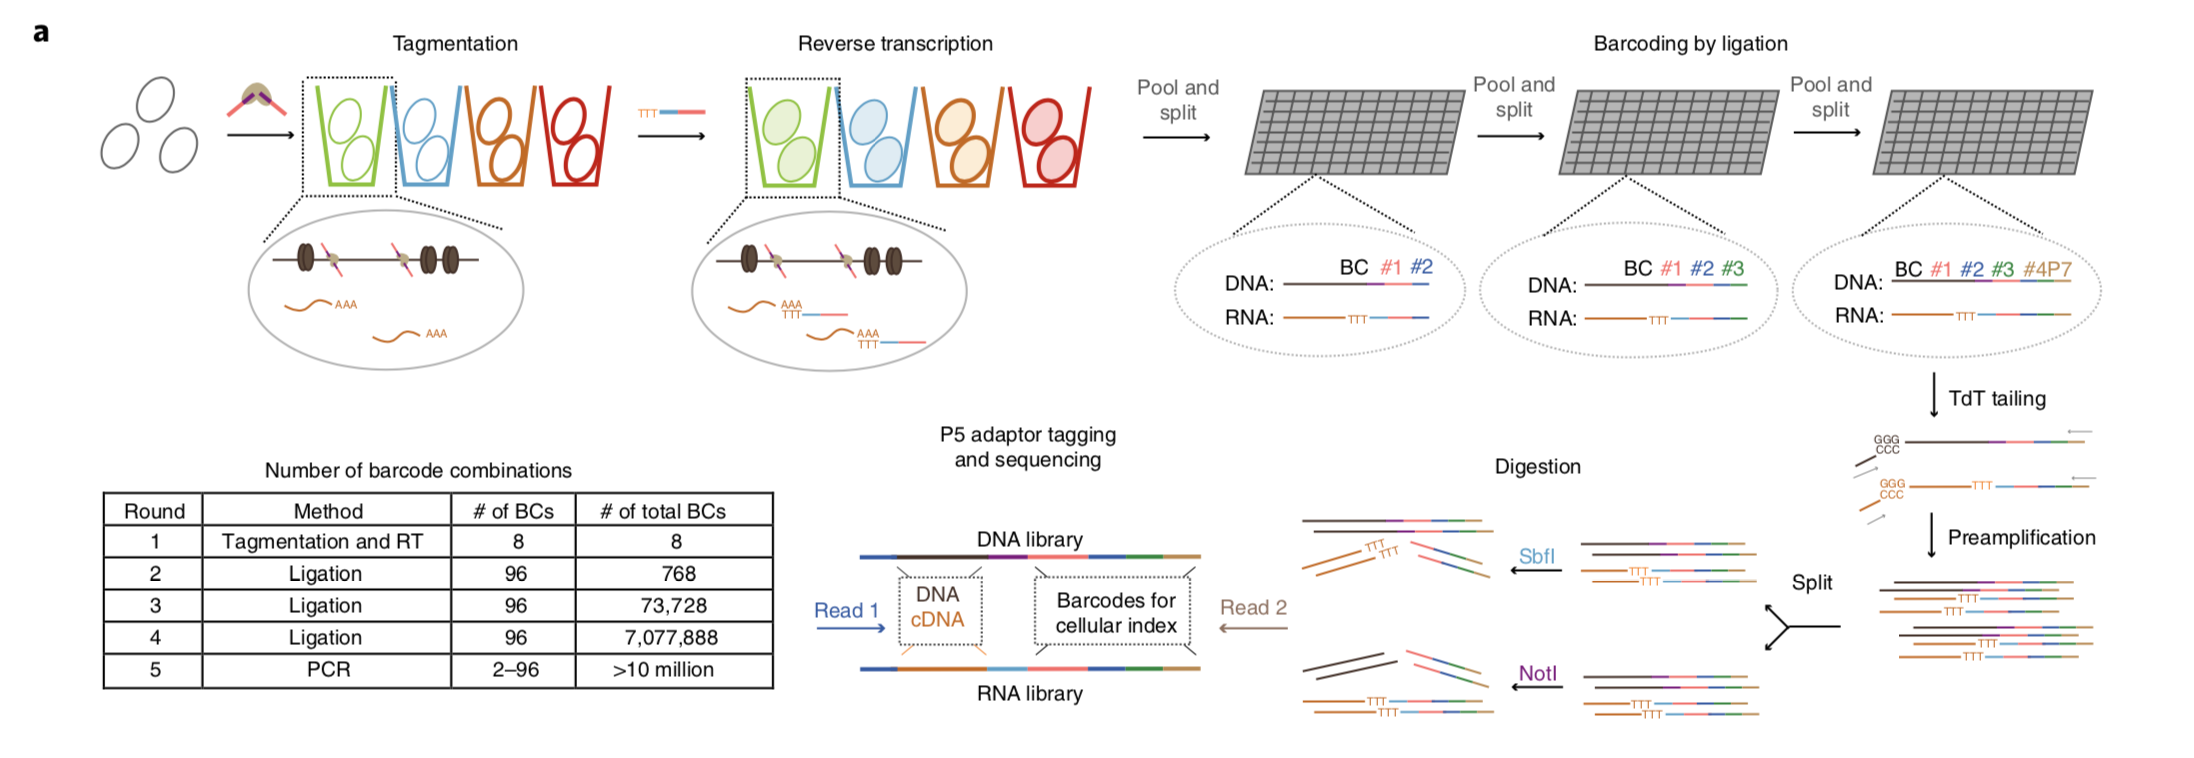 a
Tagmentation
Reverse transcription
Barcoding by ligation
TTT
Pool and
split
Pool and
split
Pool and
split
AAA
AAA
AAA
TTT
AAA
TTT
BC #1 #2
DNA:
RNA: TTT
BC #1 #2 #3
DNA:
RNA: TTT
BC #1 #2 #3 #4P7
DNA:
RNA: TTT
TdT tailing
GGG
CCC
GGG TTT
CCC
Preamplification
TTT
TTT
TTT
TTT
Split
Digestion
SbfI
TTT
TTT
TTT
TTT
NotI
TTT
TTT
TTT
TTT
P5 adaptor tagging
and sequencing
DNA library
Read 1
DNA
cDNA
Barcodes for
cellular index
Read 2
RNA library
Number of barcode combinations
Round Method # of BCs # of total BCs
1 Tagmentation and RT 8 8
2 Ligation 96 768
3 Ligation 96 73,728
4 Ligation 96 7,077,888
5 PCR 2–96 >10 million